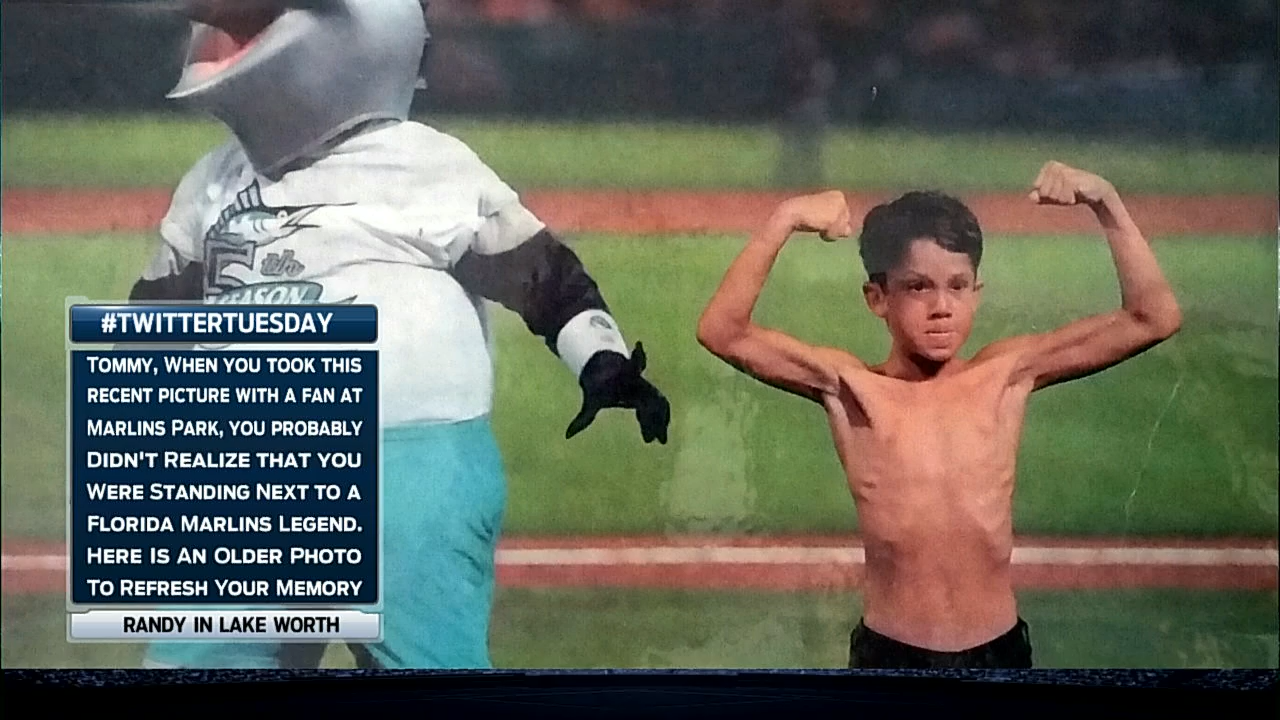 5th
SEASON
#TWITTERTUESDAY
TOMMY, WHEN YOU TOOK THIS
RECENT PICTURE WITH A FAN AT
MARLINS PARK, YOU PROBABLY
DIDN'T REALIZE THAT YOU
WERE STANDING NEXT TO A
FLORIDA MARLINS LEGEND.
HERE IS AN OLDER PHOTO
TO REFRESH YOUR MEMORY
RANDY IN LAKE WORTH